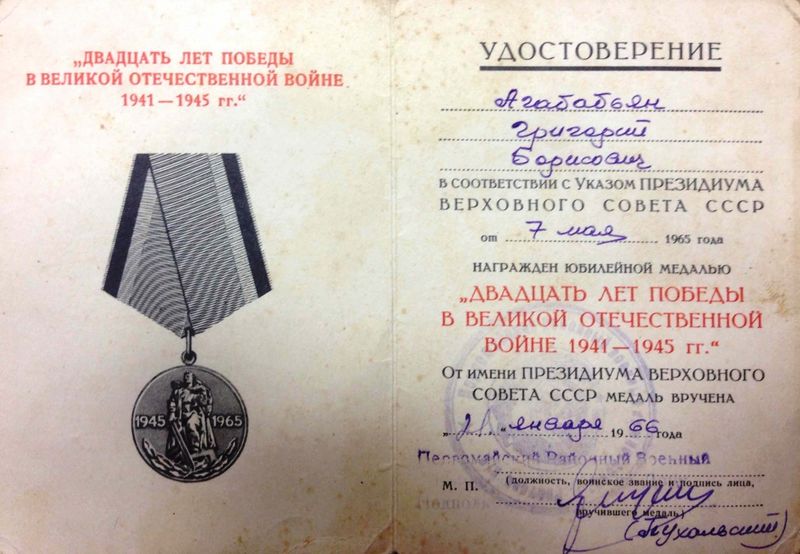 „ДВАДЦАТЬ ЛЕТ ПОБЕДЫ
В ВЕЛИКОЙ ОТЕЧЕСТВЕННОЙ ВОЙНЕ
1941 — 1945 гг.“
1945 1965
УДОСТОВЕРЕНИЕ
Агабабьян
Григорий
Борисович
В СООТВЕТСТВИИ С УКАЗОМ ПРЕЗИДИУМА
ВЕРХОВНОГО СОВЕТА СССР
от 7 мая 1965 года
НАГРАЖДЕН ЮБИЛЕЙНОЙ МЕДАЛЬЮ
„ДВАДЦАТЬ ЛЕТ ПОБЕДЫ
В ВЕЛИКОЙ ОТЕЧЕСТВЕННОЙ
ВОЙНЕ 1941 — 1945 гг.“
ОТ ИМЕНИ ПРЕЗИДИУМА ВЕРХОВНОГО
СОВЕТА СССР МЕДАЛЬ ВРУЧЕНА
января 1966 года
Первомайский Районный Военный
М. П. (должность, воинское звание и подпись лица,
вручившего медаль)
(Пухальский)